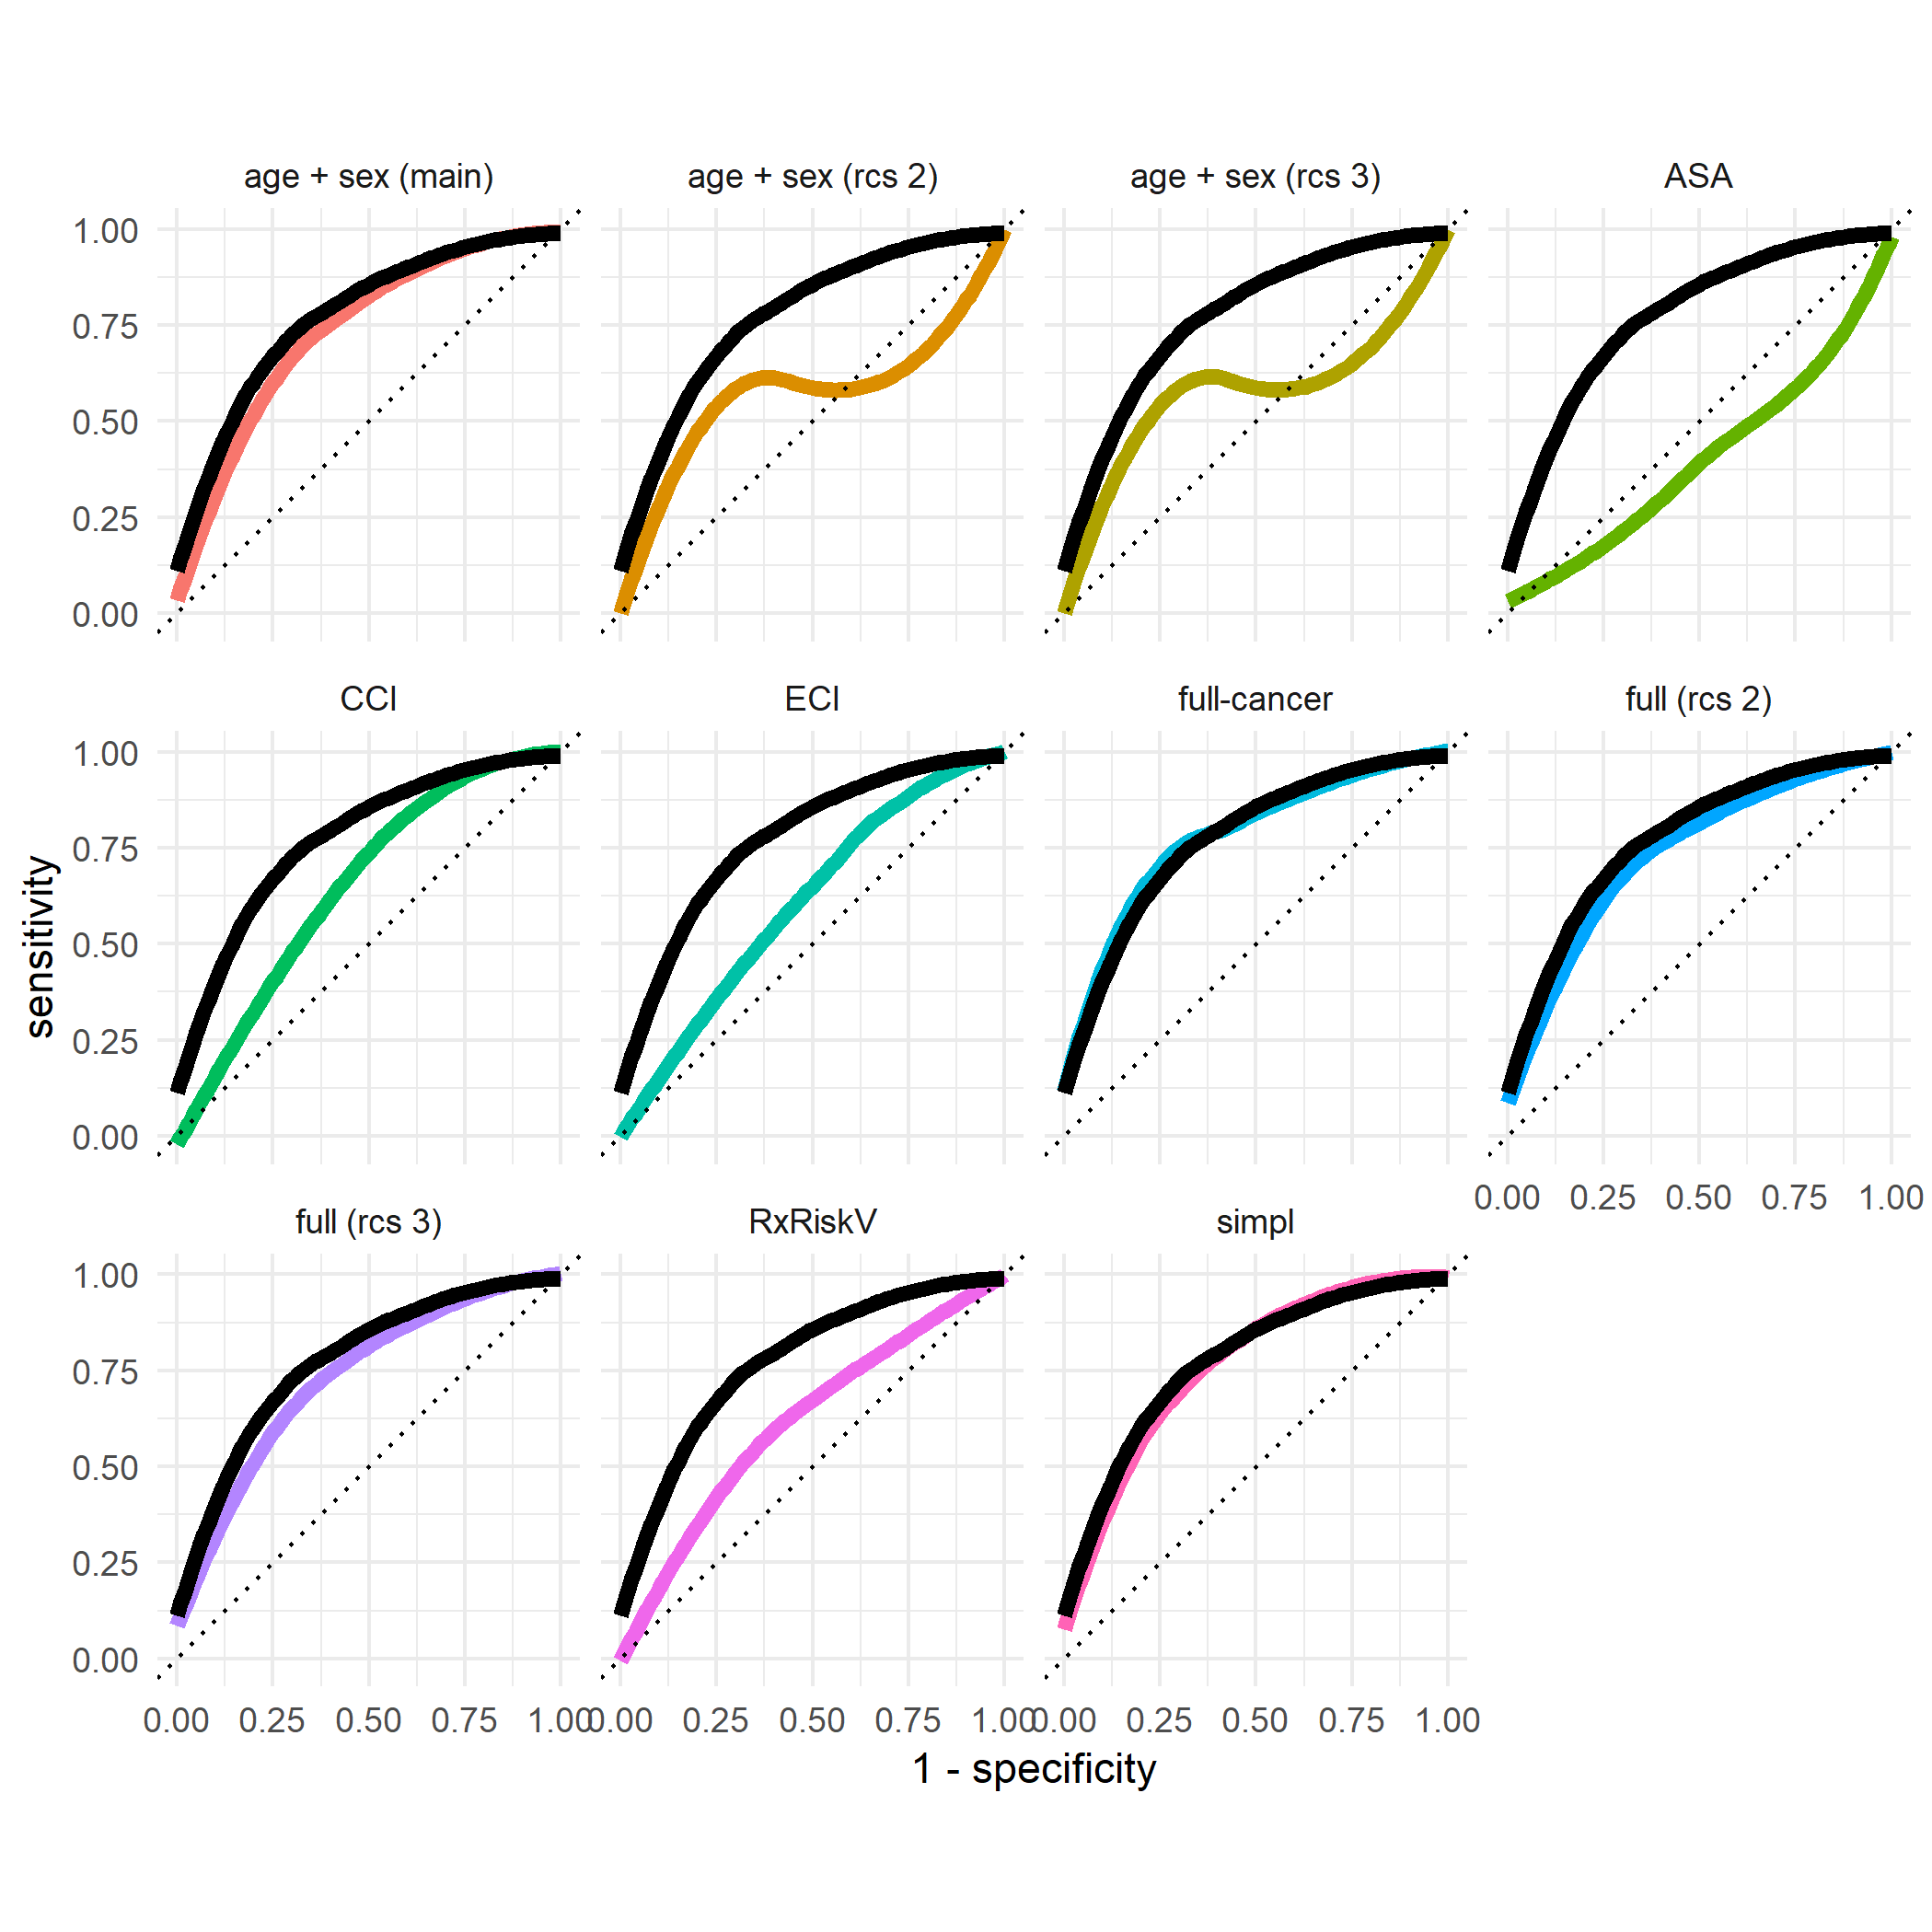 age + sex (main) age + sex (rcs 2) age + sex (rcs 3) ASA
1.00
0.75
0.50
0.25
0.00
CCI ECI full-cancer full (rcs 2)
1.00
0.75
0.50
0.25
0.00
0.00 0.25 0.50 0.75 1.00
full (rcs 3) RxRiskV simpl
1.00
0.75
0.50
0.25
0.00
0.00 0.25 0.50 0.75 1.00 0.00 0.25 0.50 0.75 1.00 0.00 0.25 0.50 0.75 1.00
1 - specificity
sensitivity